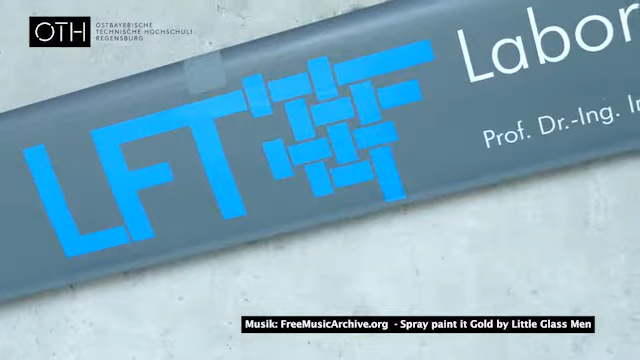 OTH
OSTBAYERISCHE
TECHNISCHE HOCHSCHULE
REGENSBURG
LFT
Labor
Prof. Dr.-Ing.
Musik: FreeMusicArchive.org - Spray paint it Gold by Little Glass Men